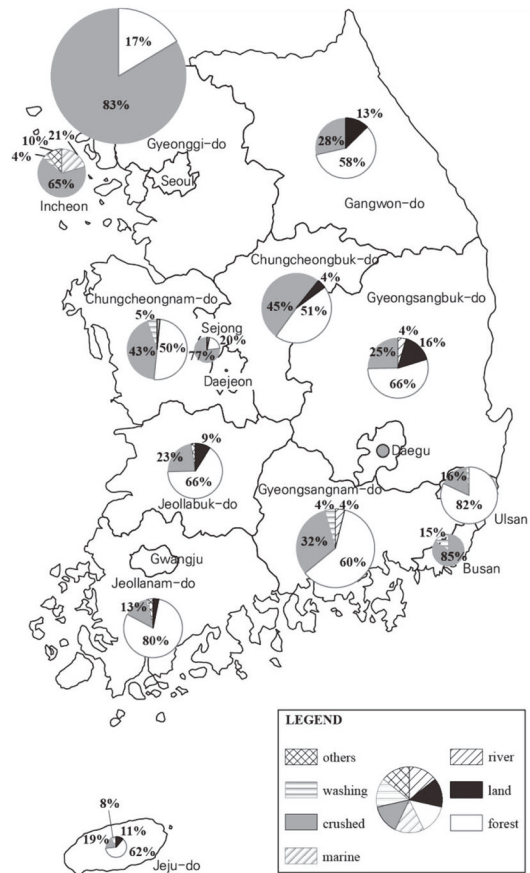 17%
83%
Gyeonggi-do
Seoul
10% 21%
4%
65%
Incheon
13%
28%
58%
Gangwon-do
Chungcheongbuk-do
4%
45%
51%
Chungcheongnam-do
5%
43% 50%
Sejong
20%
77%
Daejeon
Gyeongsangbuk-do
4%
16%
25%
66%
Daegu
9%
23%
66%
Jeollabuk-do
Gyeongsangnam-do
4% 4%
32%
60%
16%
82%
Ulsan
15%
85%
Busan
Gwangju
Jeollanam-do
13%
80%
8%
11%
19%
62%
Jeju-do
LEGEND
others
river
washing
land
crushed
forest
marine